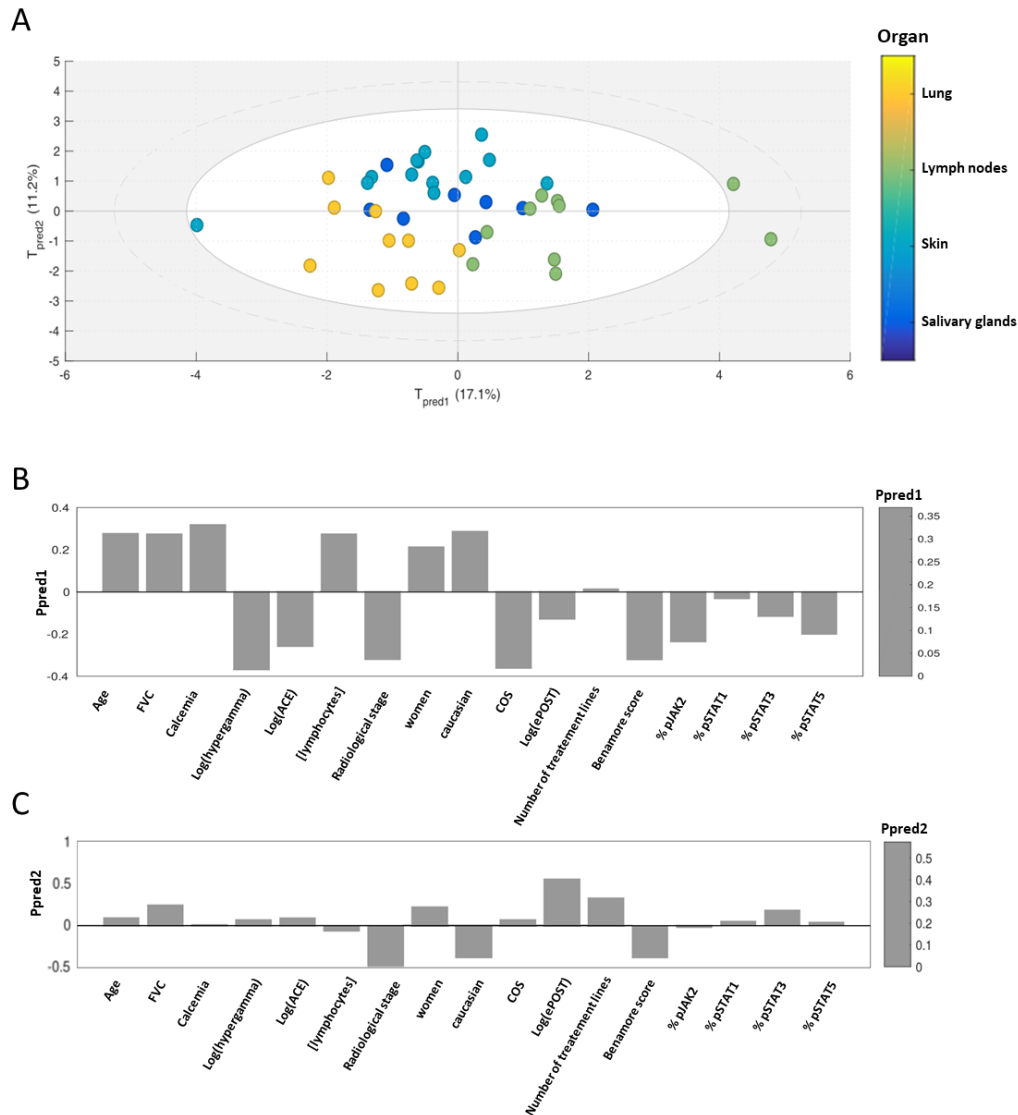 A
Organ
5
4
3
2
1
0
-1
-2
-3
-4
-5
-6
-4
-2
0
2
4
6
Tpred2 (11.2%)
Tpred1 (17.1%)
Lung
Lymph nodes
Skin
Salivary glands
B
Ppred1
0.4
0.2
0
-0.2
-0.4
Ppred1
0.35
0.3
0.25
0.2
0.15
0.1
0.05
0
Age
FVC
Calcemia
Log(hypergamma)
Log(ACE)
[lymphocytes]
Radiological stage
women
caucasian
COS
Log(ePOST)
Number of treatement lines
Benamore score
% pJAK2
% pSTAT1
% pSTAT3
% pSTAT5
C
Ppred2
1
0.5
0
-0.5
Ppred2
0.5
0.4
0.3
0.2
0.1
0
Age
FVC
Calcemia
Log(hypergamma)
Log(ACE)
[lymphocytes]
Radiological stage
women
caucasian
COS
Log(ePOST)
Number of treatement lines
Benamore score
% pJAK2
% pSTAT1
% pSTAT3
% pSTAT5